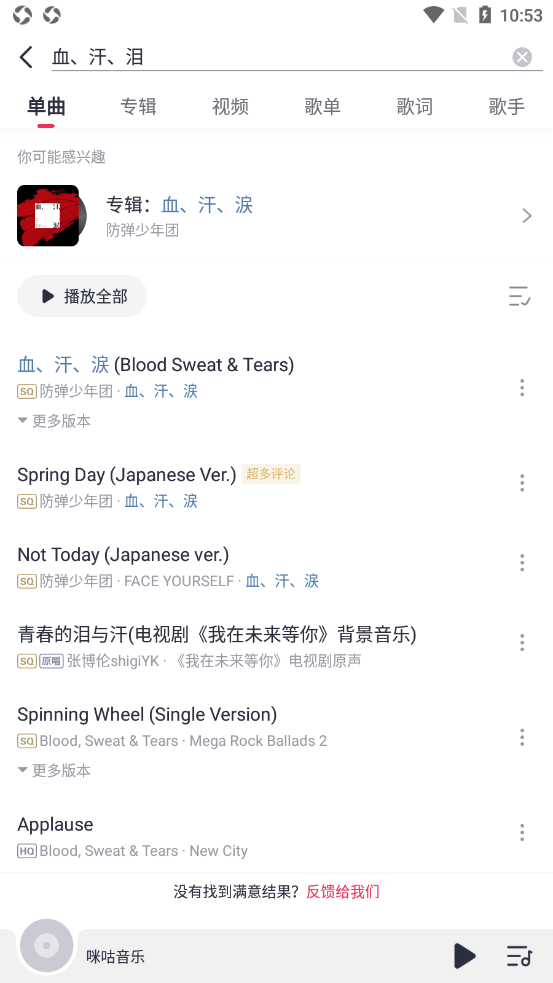 10:53
血、汗、泪
单曲 专辑 视频 歌单 歌词 歌手
你可能感兴趣
专辑：血、汗、涙
防弹少年团
播放全部
血、汗、涙 (Blood Sweat & Tears)
SQ 防弹少年团 · 血、汗、涙
更多版本
Spring Day (Japanese Ver.) 超多评论
SQ 防弹少年团 · 血、汗、涙
Not Today (Japanese ver.)
SQ 防弹少年团 · FACE YOURSELF · 血、汗、涙
青春的泪与汗(电视剧《我在未来等你》背景音乐)
SQ 原唱 张博伦shigiYK · 《我在未来等你》电视剧原声
Spinning Wheel (Single Version)
SQ Blood, Sweat & Tears · Mega Rock Ballads 2
更多版本
Applause
HQ Blood, Sweat & Tears · New City
没有找到满意结果？反馈给我们
咪咕音乐